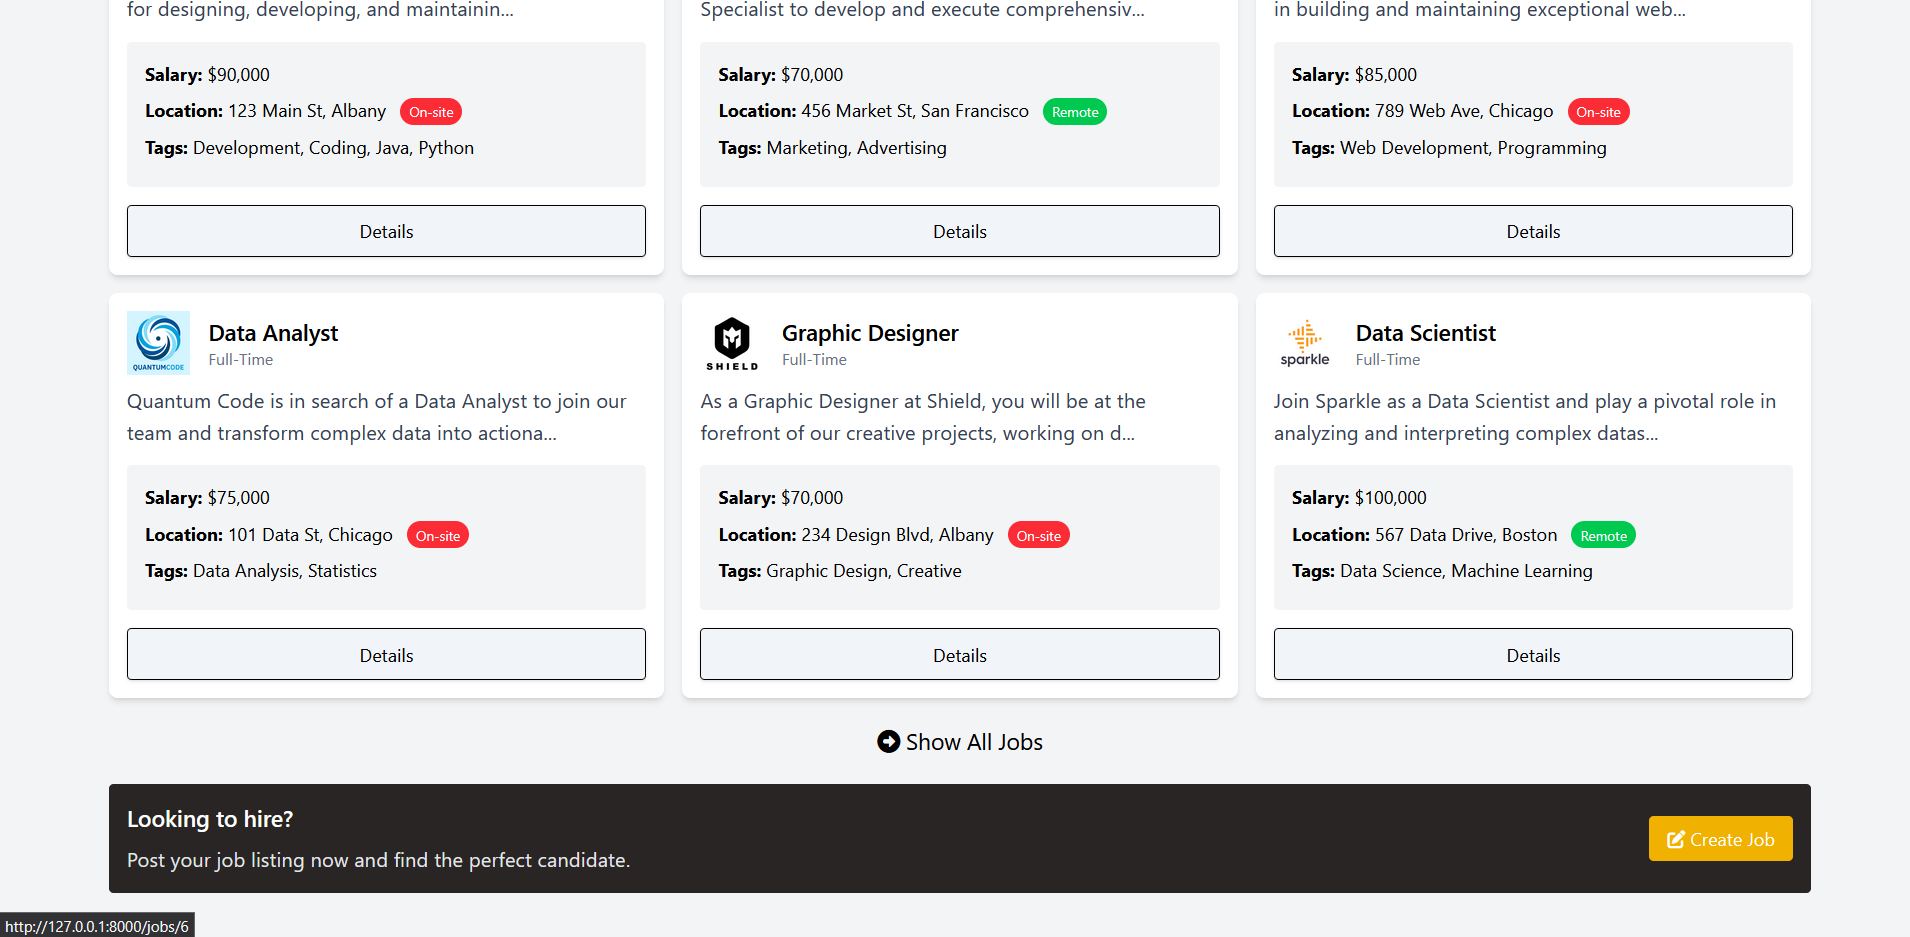 for designing, developing, and maintainin...
Salary: $90,000
Location: 123 Main St, Albany On-site
Tags: Development, Coding, Java, Python
Details
Specialist to develop and execute comprehensiv...
Salary: $70,000
Location: 456 Market St, San Francisco Remote
Tags: Marketing, Advertising
Details
in building and maintaining exceptional web...
Salary: $85,000
Location: 789 Web Ave, Chicago On-site
Tags: Web Development, Programming
Details
QUANTUMCODE
Data Analyst
Full-Time
Quantum Code is in search of a Data Analyst to join our
team and transform complex data into actiona...
Salary: $75,000
Location: 101 Data St, Chicago On-site
Tags: Data Analysis, Statistics
Details
SHIELD
Graphic Designer
Full-Time
As a Graphic Designer at Shield, you will be at the
forefront of our creative projects, working on d...
Salary: $70,000
Location: 234 Design Blvd, Albany On-site
Tags: Graphic Design, Creative
Details
sparkle
Data Scientist
Full-Time
Join Sparkle as a Data Scientist and play a pivotal role in
analyzing and interpreting complex datas...
Salary: $100,000
Location: 567 Data Drive, Boston Remote
Tags: Data Science, Machine Learning
Details
Show All Jobs
Looking to hire?
Post your job listing now and find the perfect candidate.
Create Job
http://127.0.0.1:8000/jobs/6